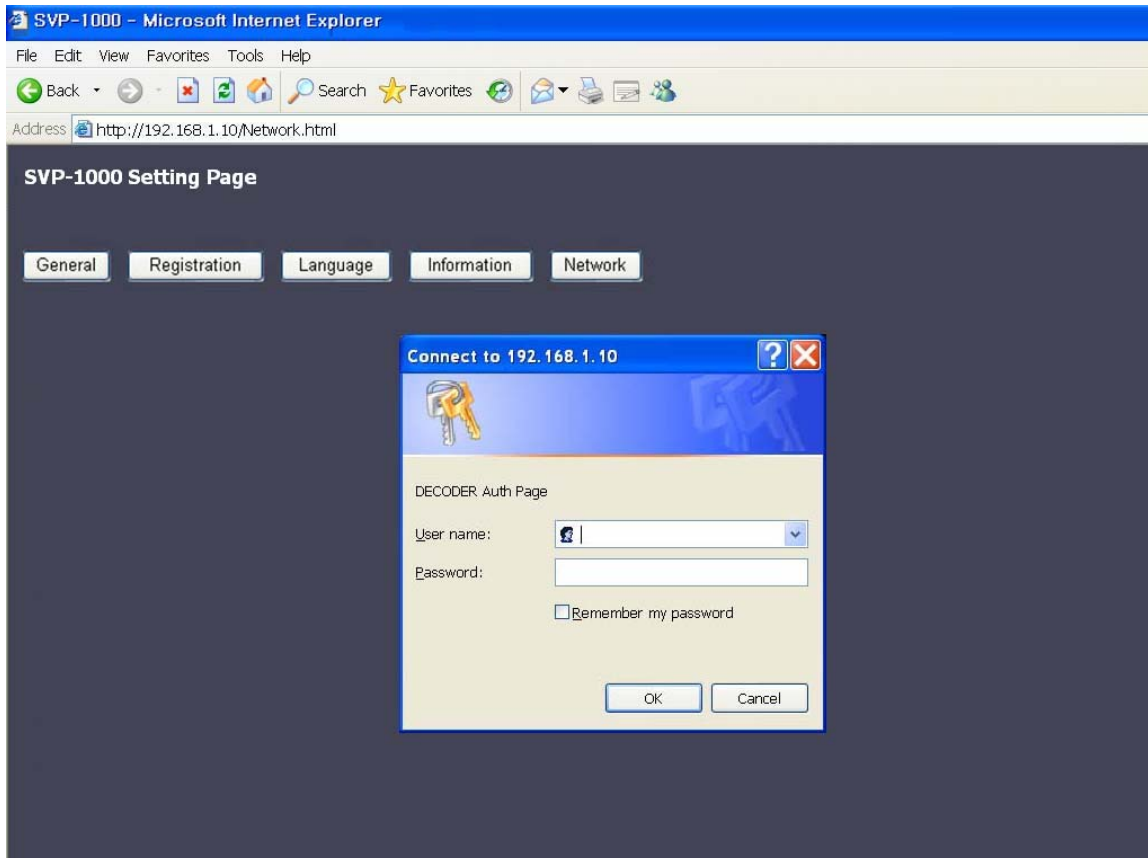 SVP-1000 - Microsoft Internet Explorer
File Edit View Favorites Tools Help
Back Search Favorites
Address http://192.168.1.10/Network.html
SVP-1000 Setting Page
General Registration Language Information Network
Connect to 192.168.1.10
DECODER Auth Page
User name:
Password:
Remember my password
OK Cancel